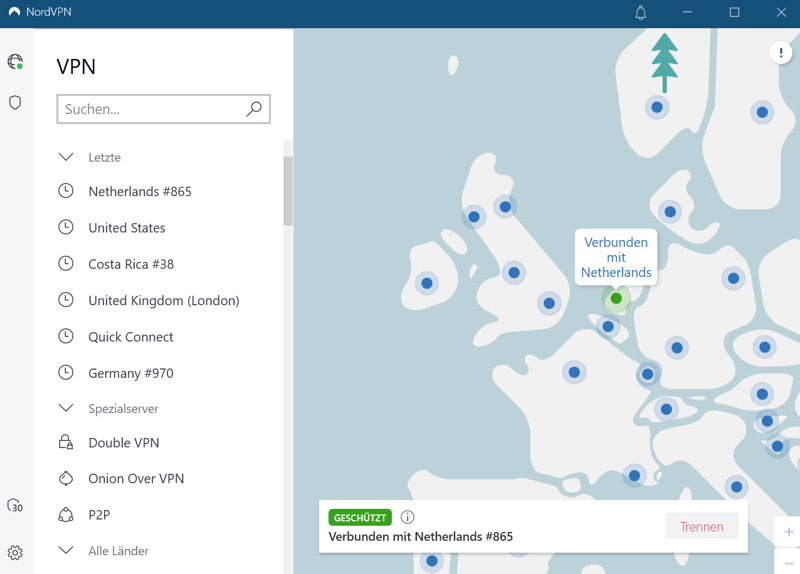 NordVPN
VPN
Suchen...
Letzte
Netherlands #865
United States
Costa Rica #38
United Kingdom (London)
Quick Connect
Germany #970
Spezialserver
Double VPN
Onion Over VPN
P2P
Alle Länder
30
Verbunden
mit
Netherlands
GESCHÜTZT
Verbunden mit Netherlands #865
Trennen